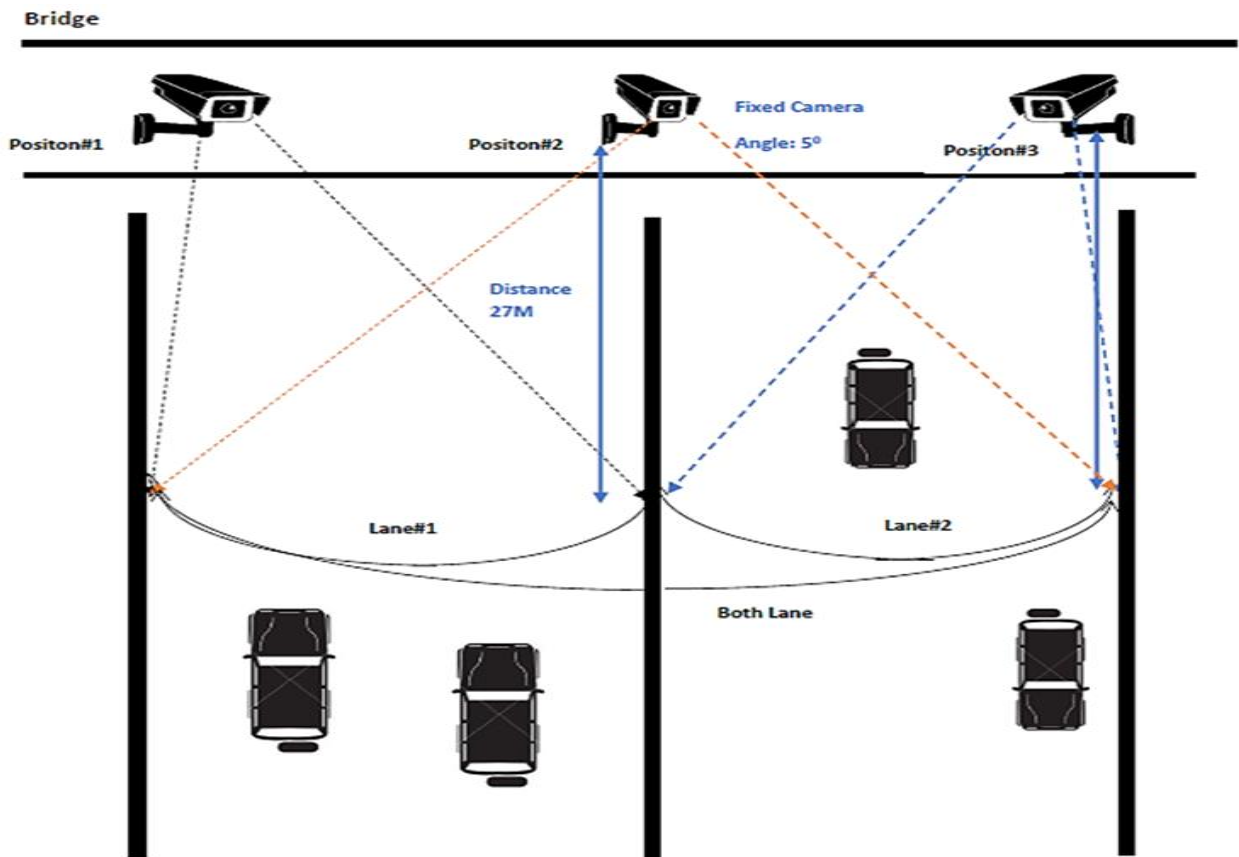 Bridge
Fixed Camera
Positon#1
Positon#2
Angle: 5⁰
Positon#3
Distance
27M
Lane#1
Lane#2
Both Lane